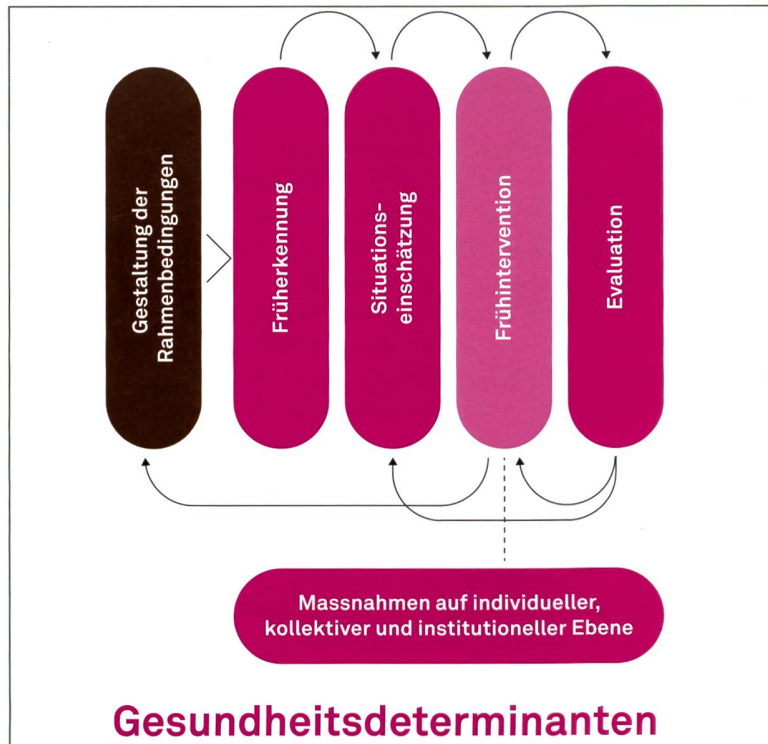 Gestaltung der
Rahmenbedingungen
Früherkennung
Situations-
einschätzung
Frühintervention
Evaluation
Massnahmen auf individueller,
kollektiver und institutioneller Ebene
Gesundheitsdeterminanten